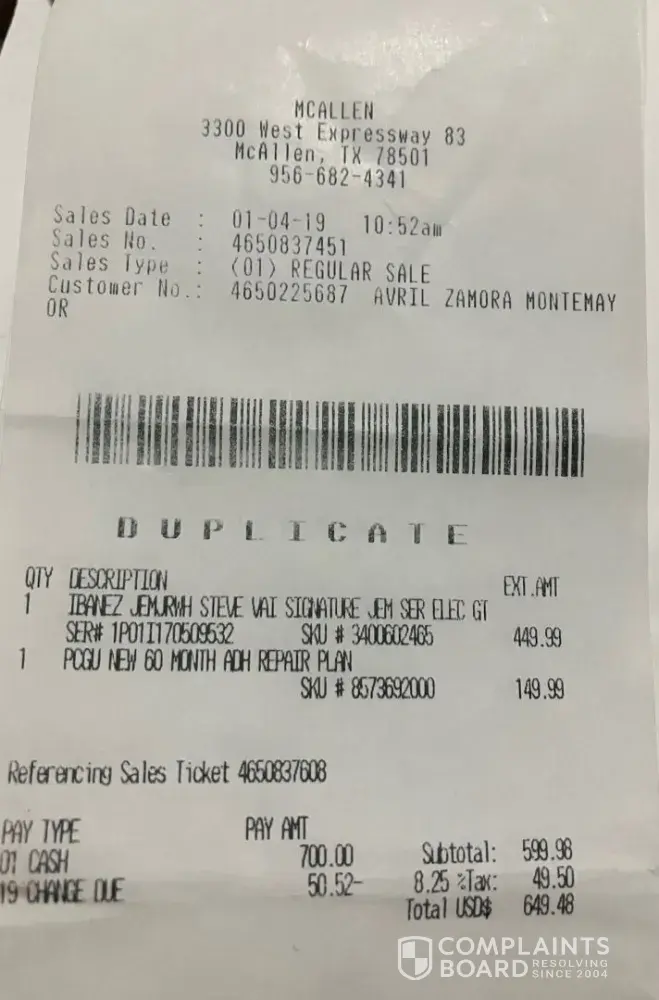 MCALLEN
3300 West Expressway 83
McAllen, TX 78501
956-682-4341
Sales Date : 01-04-19 10:52am
Sales No. : 4650837451
Sales Type : (01) REGULAR SALE
Customer No.: 4650225687 AVRIL ZAMORA MONTEMAY
OR
DUPLICATE
QTY DESCRIPTION EXT.AMT
1 IBANEZ JEMJRWH STEVE VAI SIGNATURE JEM SER ELEC GT
SER# 1P01I170509532 SKU # 3400602465 449.99
1 PCGU NEW 60 MONTH ADH REPAIR PLAN
SKU # 8573692000 149.99
Referencing Sales Ticket 4650837608
PAY TYPE PAY AMT
01 CASH 700.00 Subtotal: 599.98
19 CHANGE DUE 50.52- 8.25 %Tax: 49.50
Total USD$ 649.48
COMPLAINTS
BOARD RESOLVING
SINCE 2004